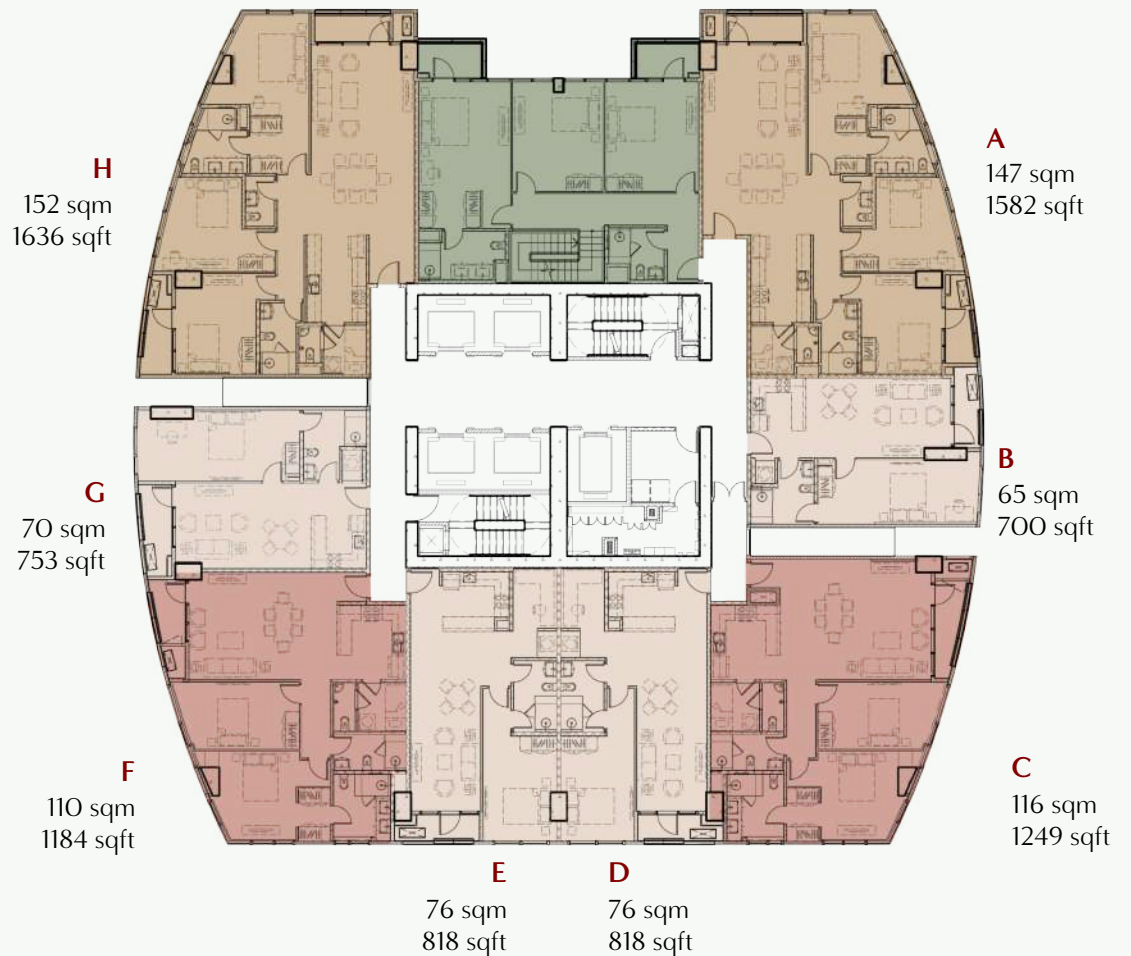 H
152 sqm
1636 sqft
A
147 sqm
1582 sqft
G
70 sqm
753 sqft
B
65 sqm
700 sqft
F
110 sqm
1184 sqft
C
116 sqm
1249 sqft
E
76 sqm
818 sqft
D
76 sqm
818 sqft